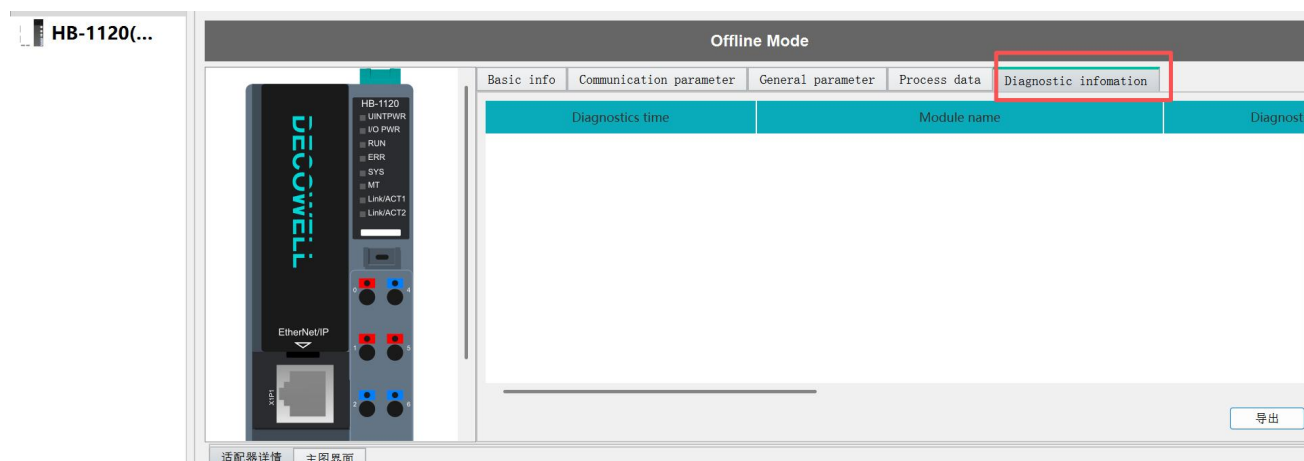 HB-1120(...
Offline Mode
Basic info Communication parameter General parameter Process data Diagnostic infomation
Diagnostics time Module name Diagnost
DECOWELL
HB-1120
UINTPWR
I/O PWR
RUN
ERR
SYS
MT
Link/ACT1
Link/ACT2
0 4
EtherNet/IP
1 5
X1P1
2 6
导出
适配器详情 主图界面